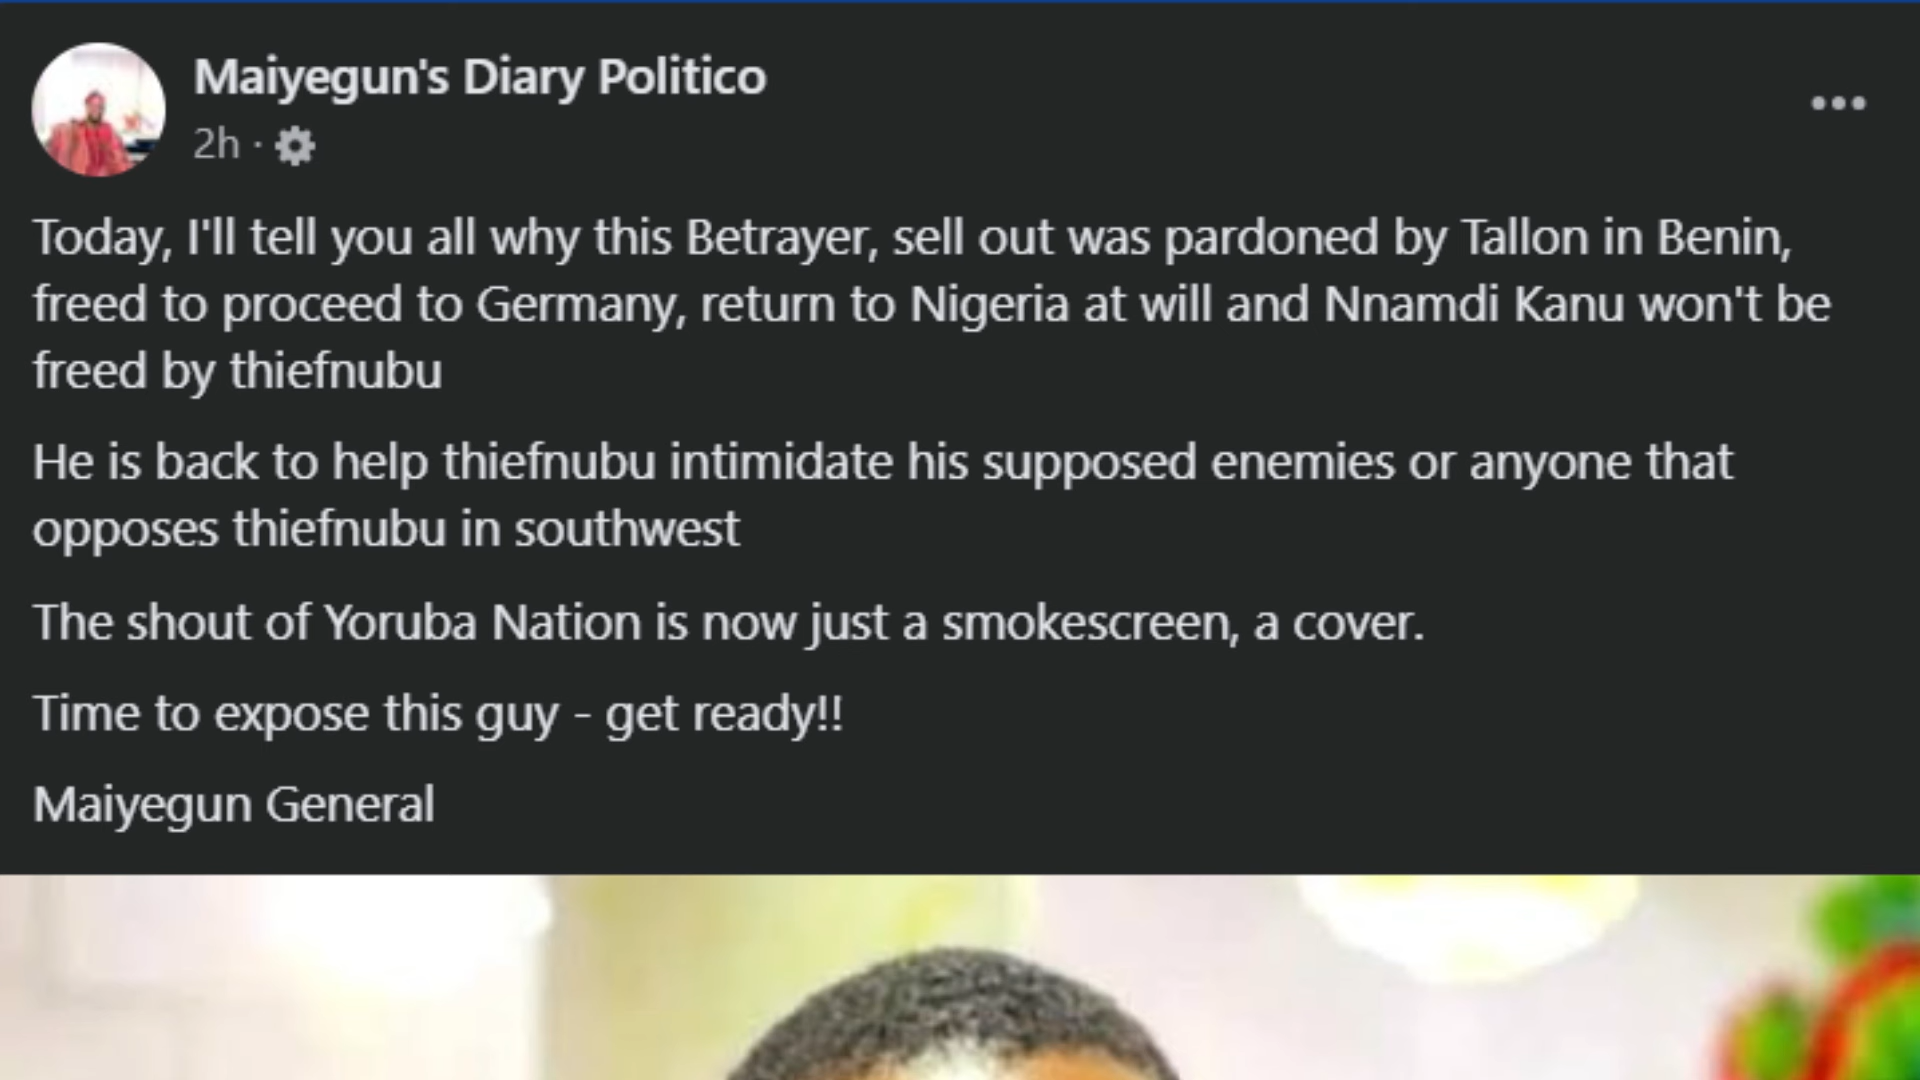 Maiyegun's Diary Politico
2h ·
Today, I'll tell you all why this Betrayer, sell out was pardoned by Tallon in Benin,
freed to proceed to Germany, return to Nigeria at will and Nnamdi Kanu won't be
freed by thiefnubu
He is back to help thiefnubu intimidate his supposed enemies or anyone that
opposes thiefnubu in southwest
The shout of Yoruba Nation is now just a smokescreen, a cover.
Time to expose this guy - get ready!!
Maiyegun General